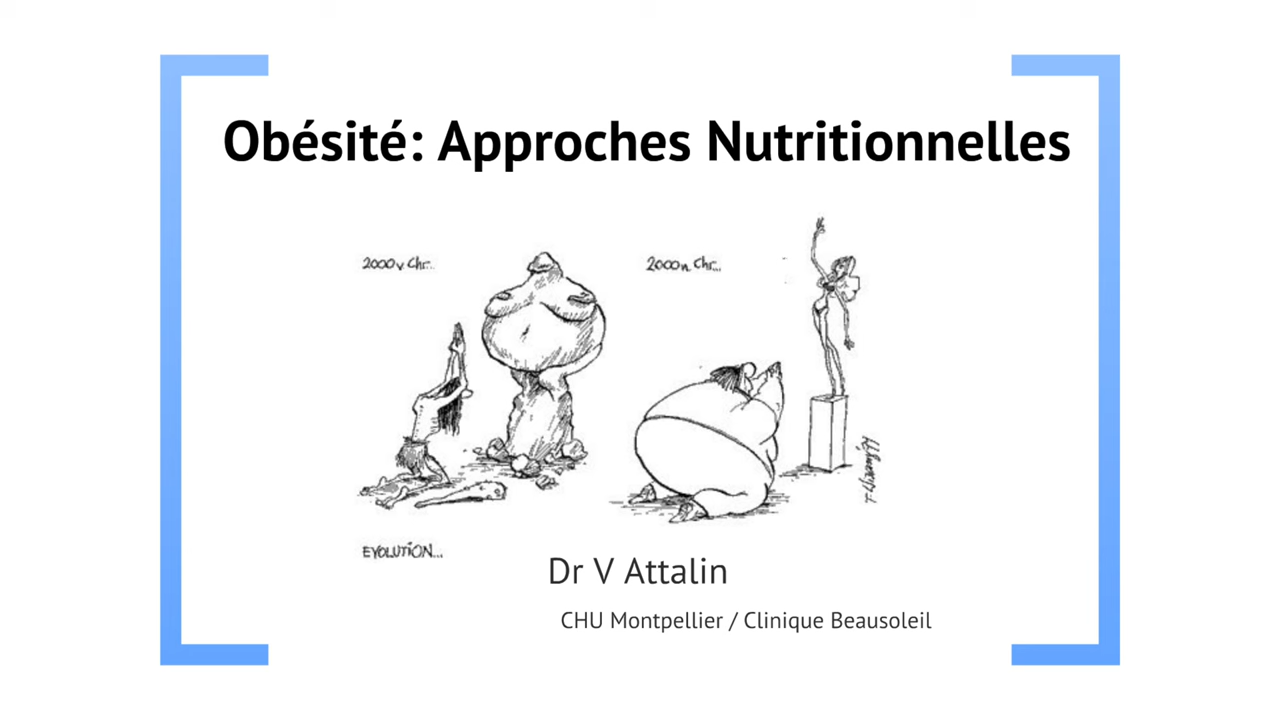 Obésité: Approches Nutritionnelles
2000 v. Chr...
2000 n. Chr...
EVOLUTION...
Dr V Attalin
CHU Montpellier / Clinique Beausoleil